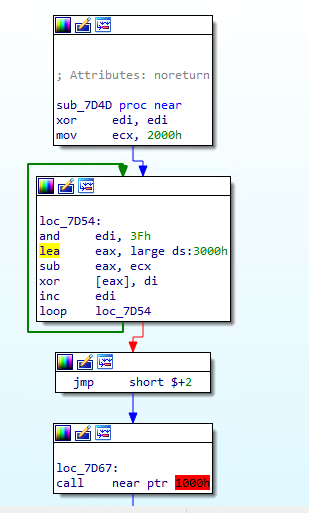 ; Attributes: noreturn
sub_7D4D proc near
xor edi, edi
mov ecx, 2000h
loc_7D54:
and edi, 3Fh
lea eax, large ds:3000h
sub eax, ecx
xor [eax], di
inc edi
loop loc_7D54
jmp short $+2
loc_7D67:
call near ptr 1000h